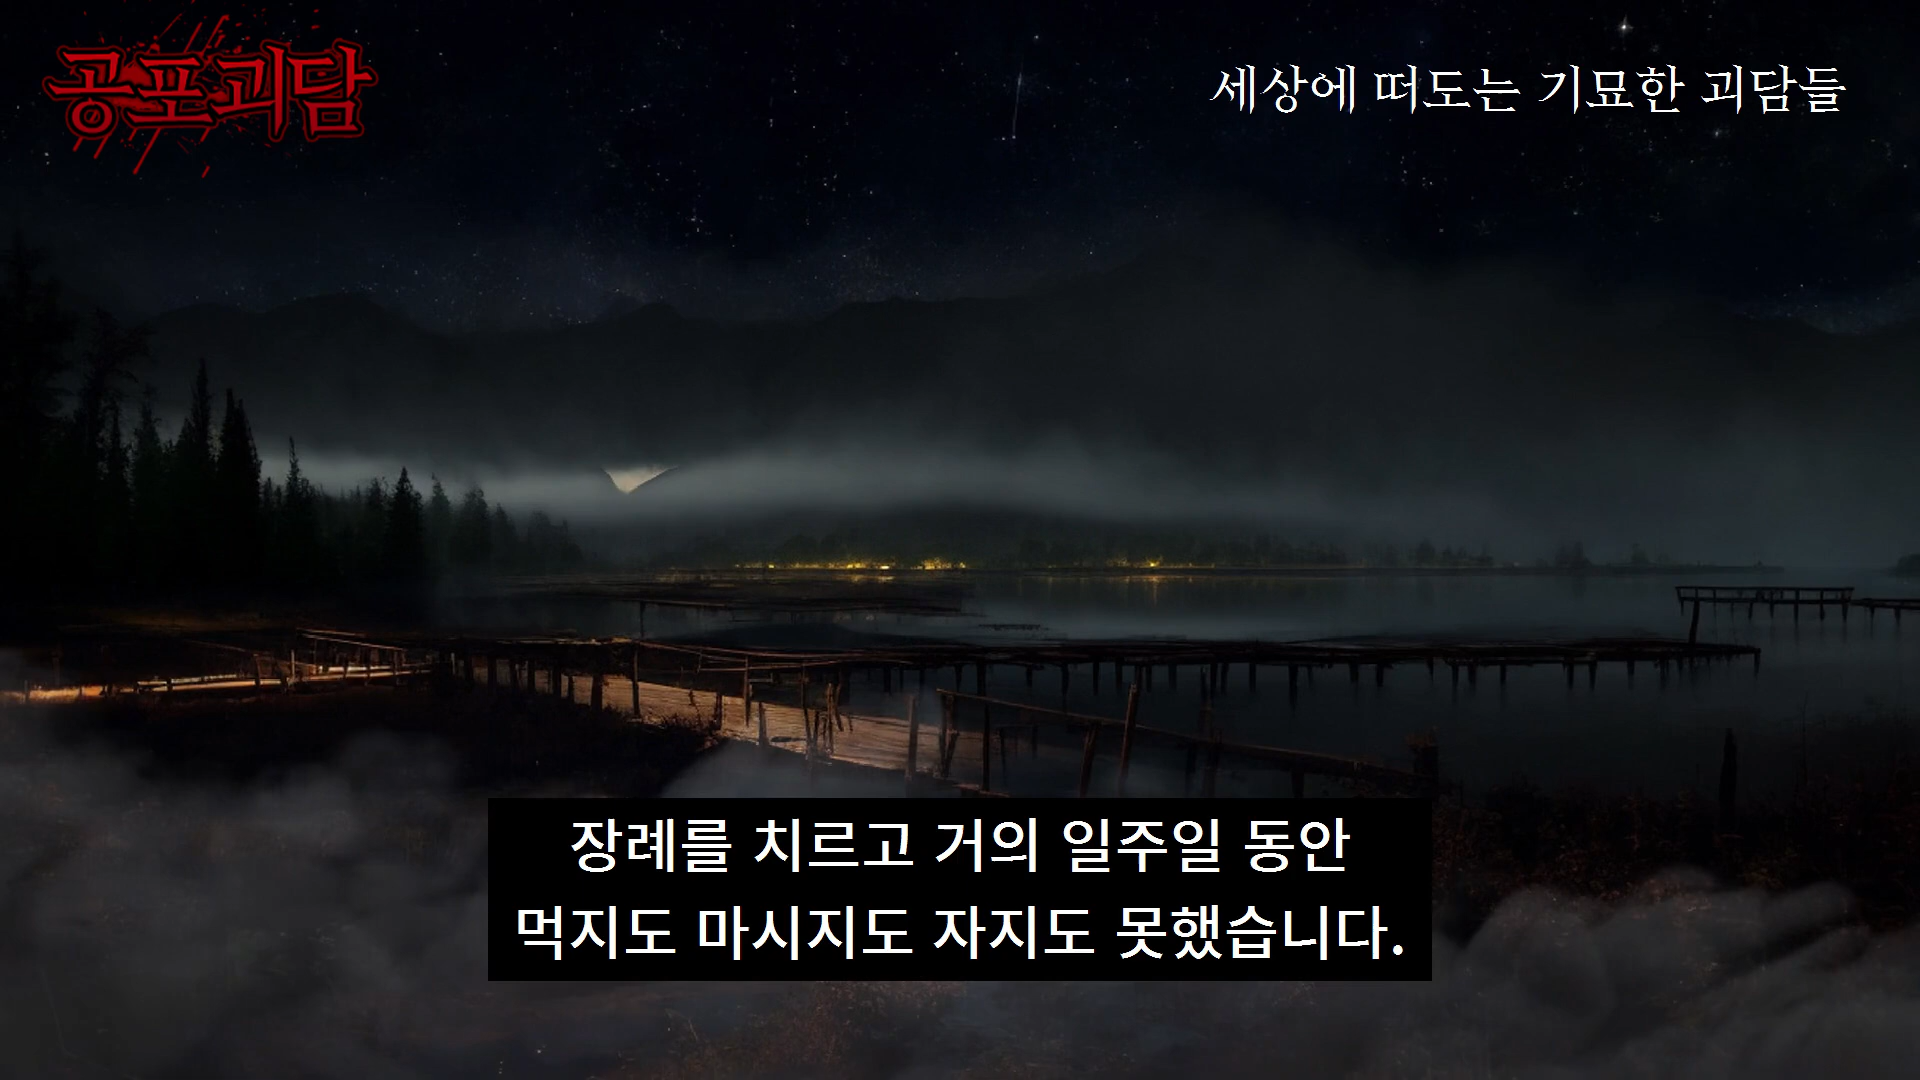 공포괴담
세상에 떠도는 기묘한 괴담들
장례를 치르고 거의 일주일 동안
먹지도 마시지도 자지도 못했습니다.